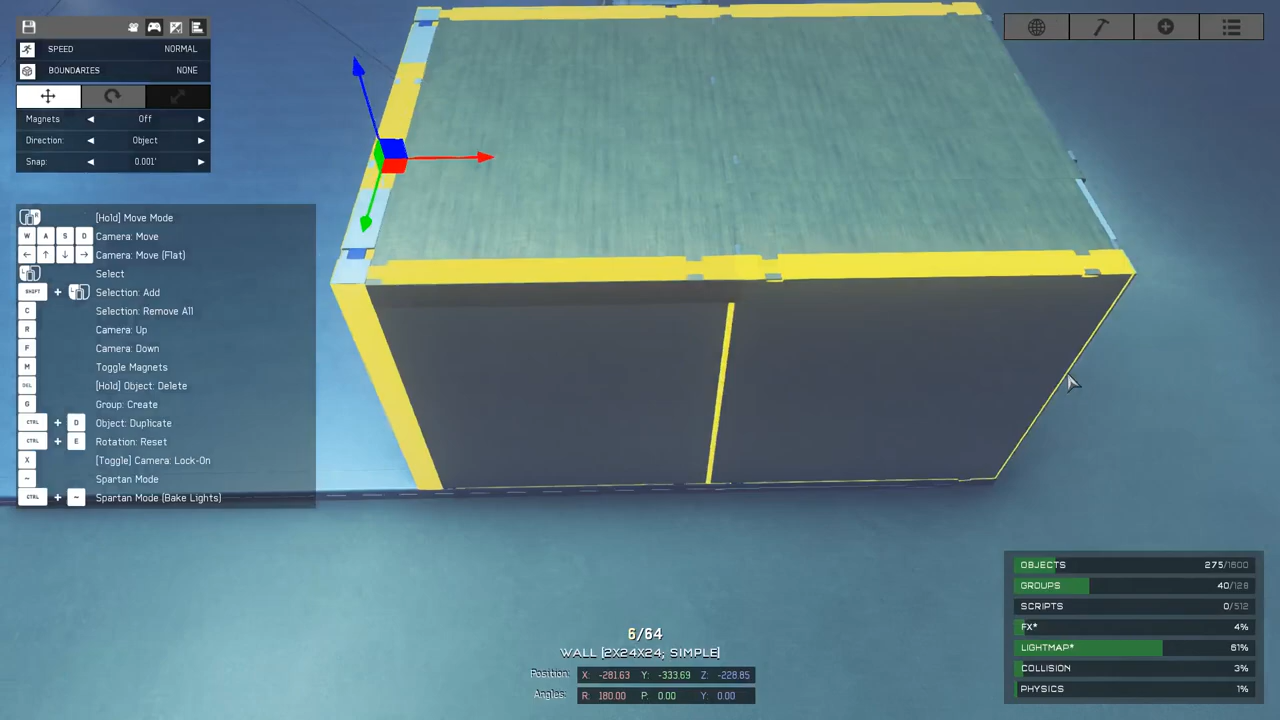 SPEED NORMAL
BOUNDARIES NONE
Magnets Off
Direction: Object
Snap: 0.001'
[Hold] Move Mode
W A S D Camera: Move
← ↑ ↓ → Camera: Move (Flat)
Select
SHIFT + Selection: Add
C Selection: Remove All
R Camera: Up
F Camera: Down
M Toggle Magnets
DEL [Hold] Object: Delete
G Group: Create
CTRL + D Object: Duplicate
CTRL + E Rotation: Reset
X [Toggle] Camera: Lock-On
~ Spartan Mode
CTRL + ~ Spartan Mode (Bake Lights)
OBJECTS 275/1600
GROUPS 40/128
SCRIPTS 0/512
FX* 4%
LIGHTMAP* 61%
COLLISION 3%
PHYSICS 1%
6/64
WALL [2X24X24; SIMPLE]
Position: X: -281.63 Y: -333.69 Z: -228.85
Angles: R: 180.00 P: 0.00 Y: 0.00